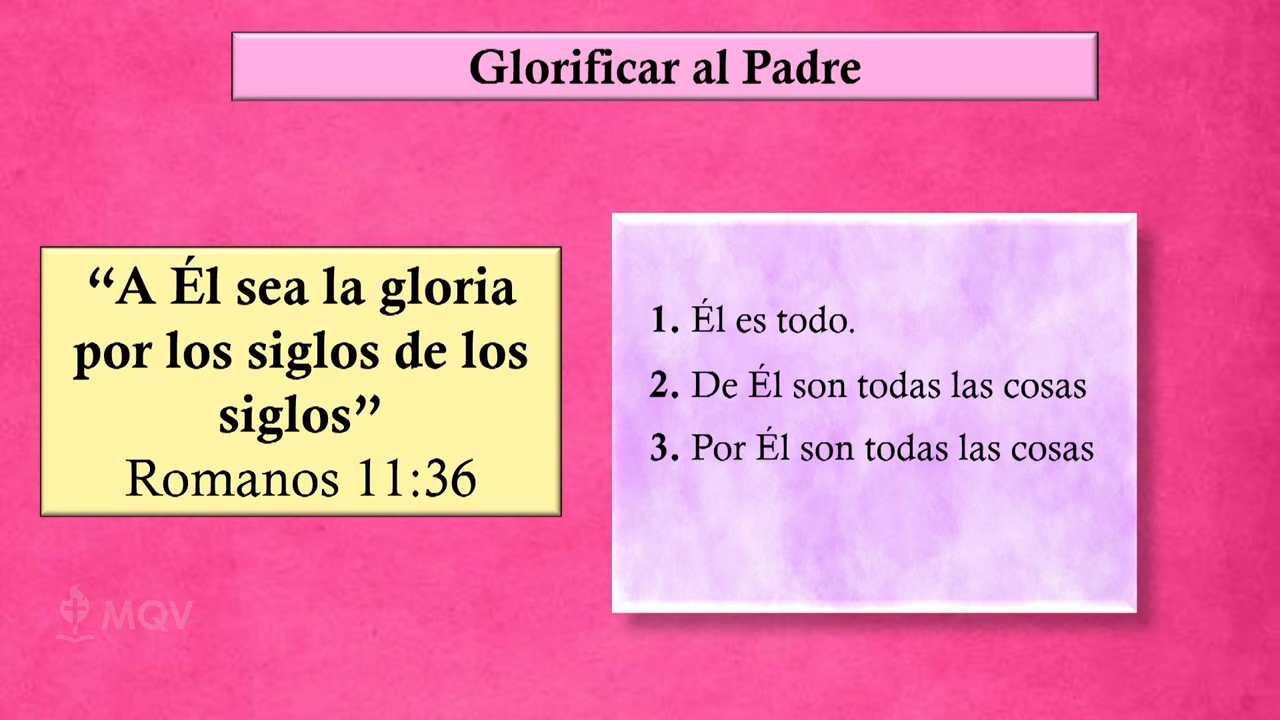 Glorificar al Padre
“A Él sea la gloria
por los siglos de los
siglos”
Romanos 11:36
1. Él es todo.
2. De Él son todas las cosas
3. Por Él son todas las cosas
MQV